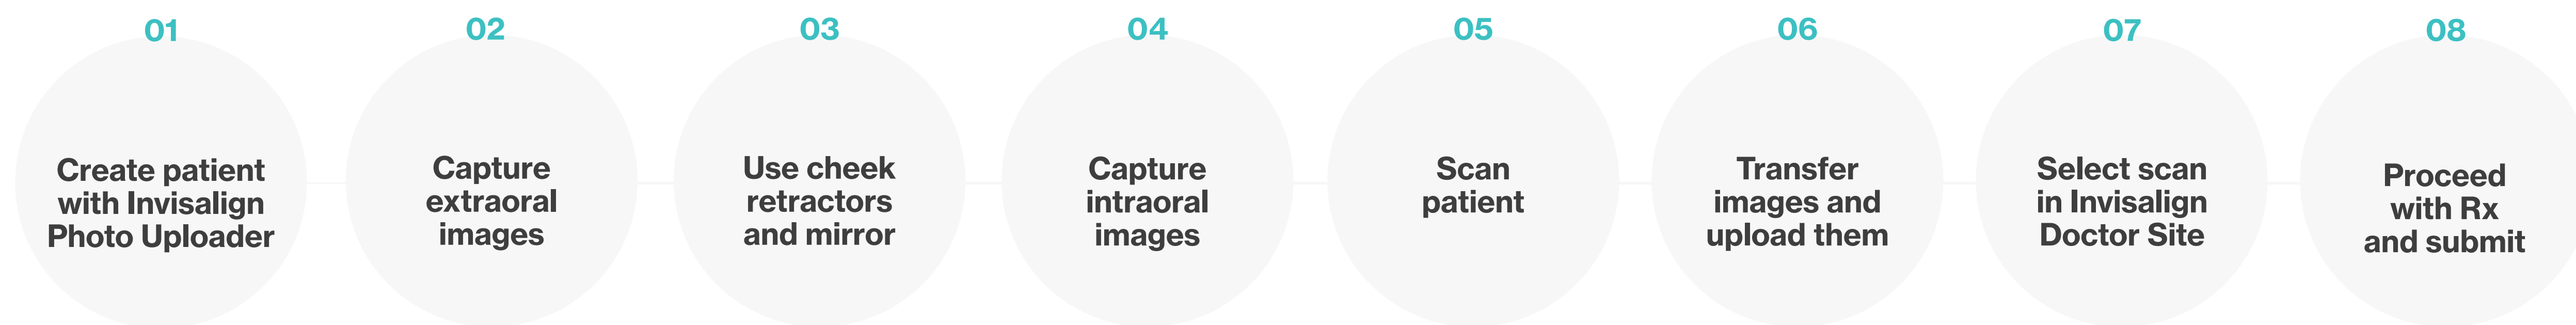 01
Create patient
with Invisalign
Photo Uploader
02
Capture
extraoral
images
03
Use cheek
retractors
and mirror
04
Capture
intraoral
images
05
Scan
patient
06
Transfer
images and
upload them
07
Select scan
in Invisalign
Doctor Site
08
Proceed
with Rx
and submit